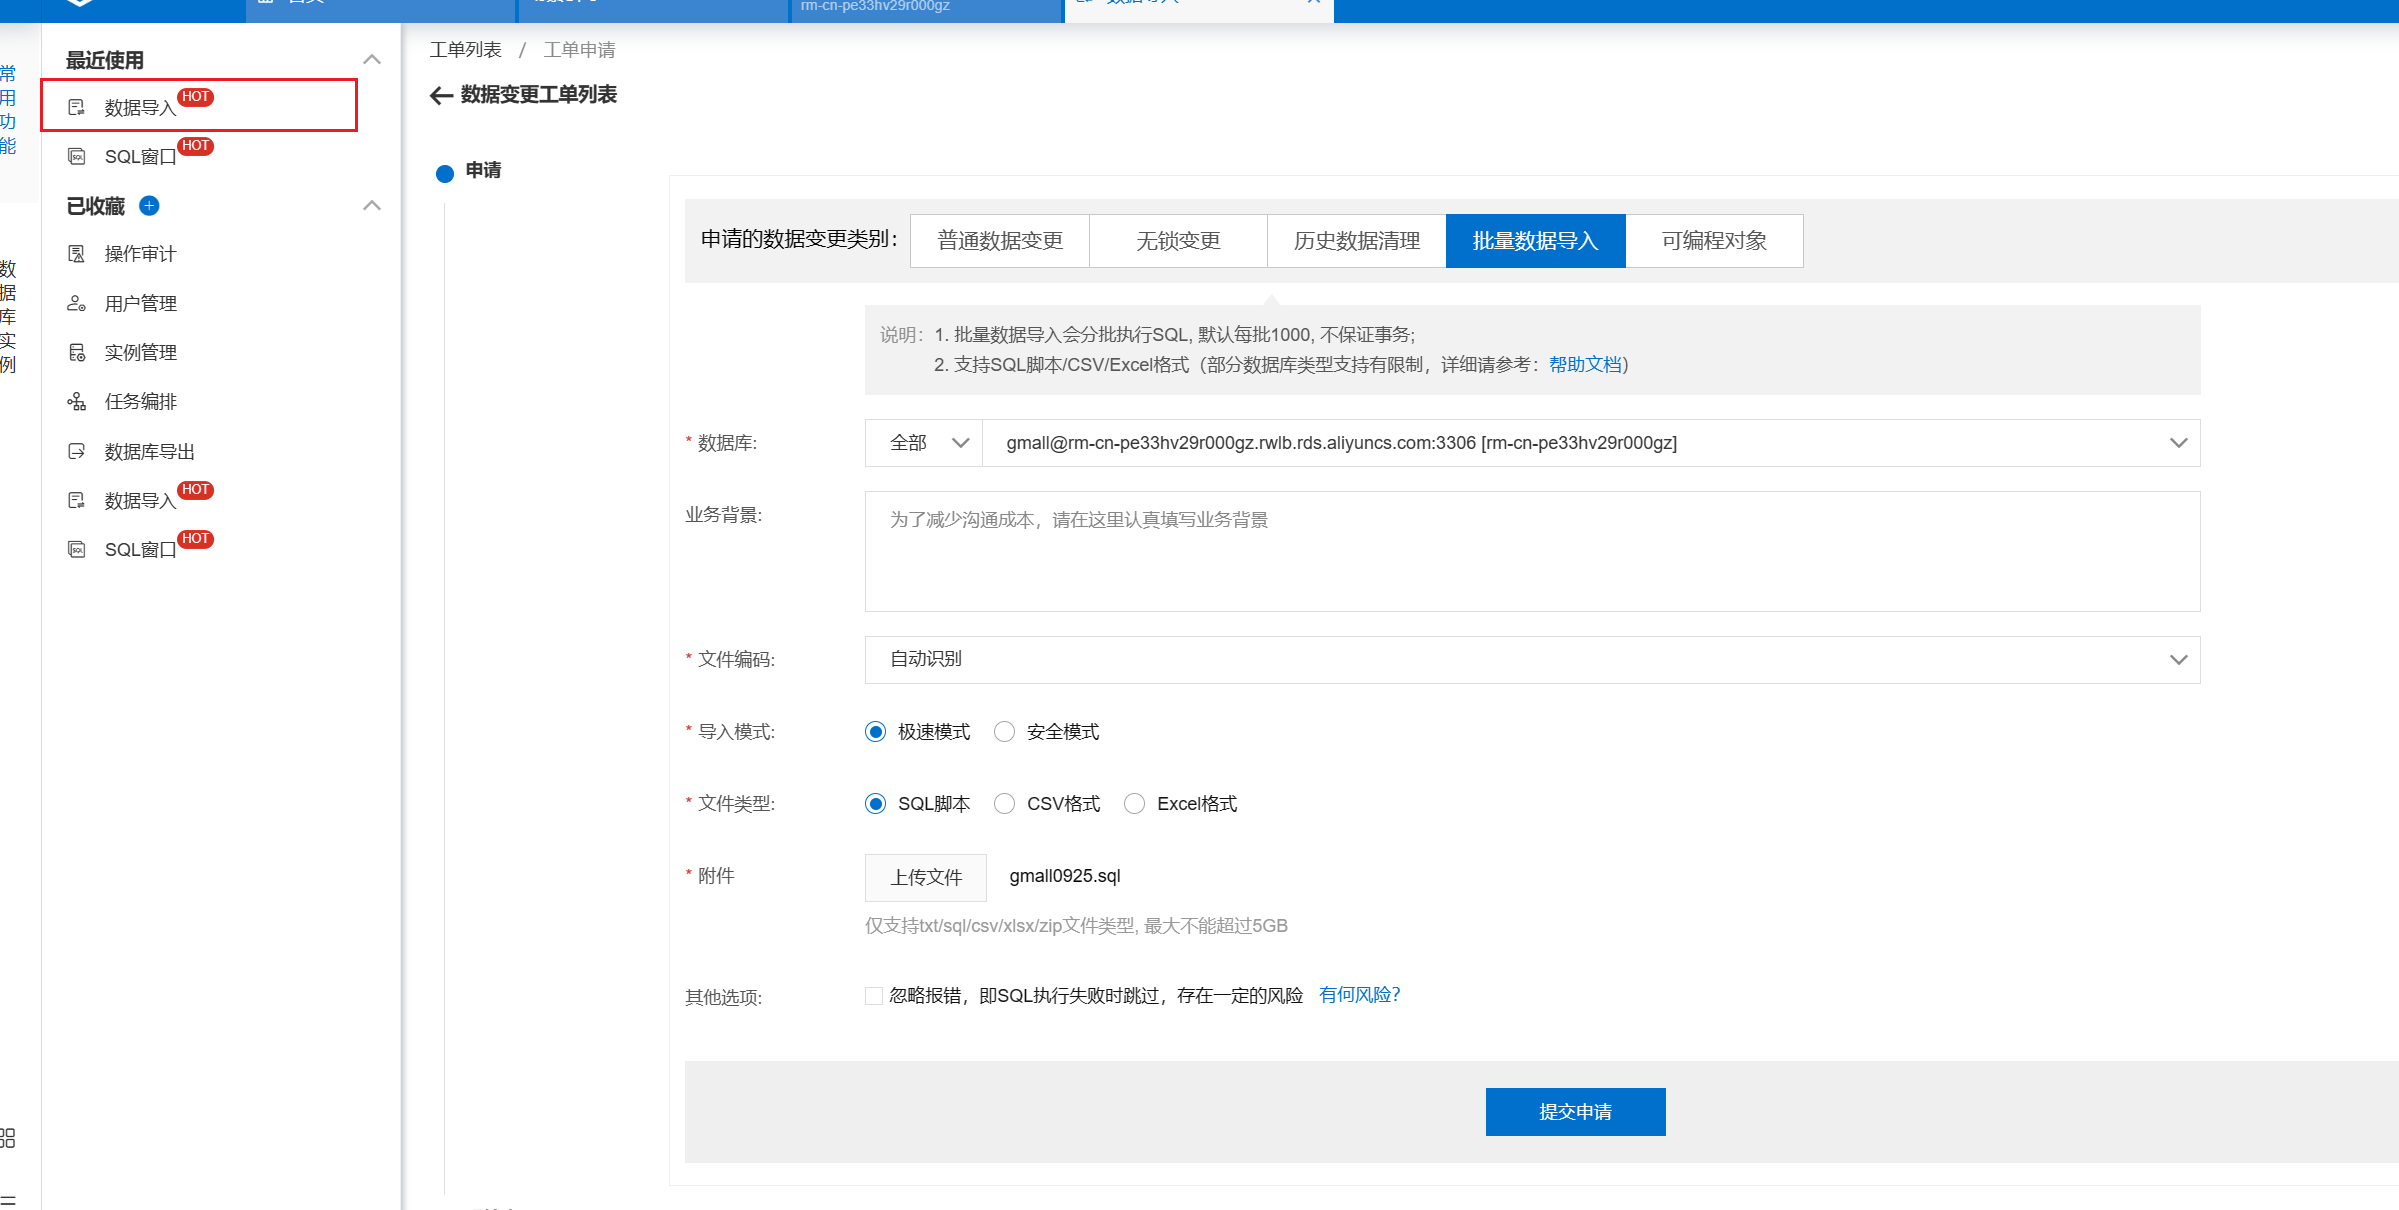 rm-cn-pe33hv29r000gz
常用功能
数据库实例
最近使用
数据导入 HOT
SQL窗口 HOT
已收藏
操作审计
用户管理
实例管理
任务编排
数据库导出
数据导入 HOT
SQL窗口 HOT
工单列表 / 工单申请
数据变更工单列表
申请
申请的数据变更类别： 普通数据变更 无锁变更 历史数据清理 批量数据导入 可编程对象
说明： 1. 批量数据导入会分批执行SQL, 默认每批1000, 不保证事务;
2. 支持SQL脚本/CSV/Excel格式（部分数据库类型支持有限制，详细请参考：帮助文档）
* 数据库: 全部 gmall@rm-cn-pe33hv29r000gz.rwlb.rds.aliyuncs.com:3306 [rm-cn-pe33hv29r000gz]
业务背景: 为了减少沟通成本，请在这里认真填写业务背景
* 文件编码: 自动识别
* 导入模式: 极速模式 安全模式
* 文件类型: SQL脚本 CSV格式 Excel格式
* 附件 上传文件 gmall0925.sql
仅支持txt/sql/csv/xlsx/zip文件类型, 最大不能超过5GB
其他选项: 忽略报错，即SQL执行失败时跳过，存在一定的风险 有何风险?
提交申请